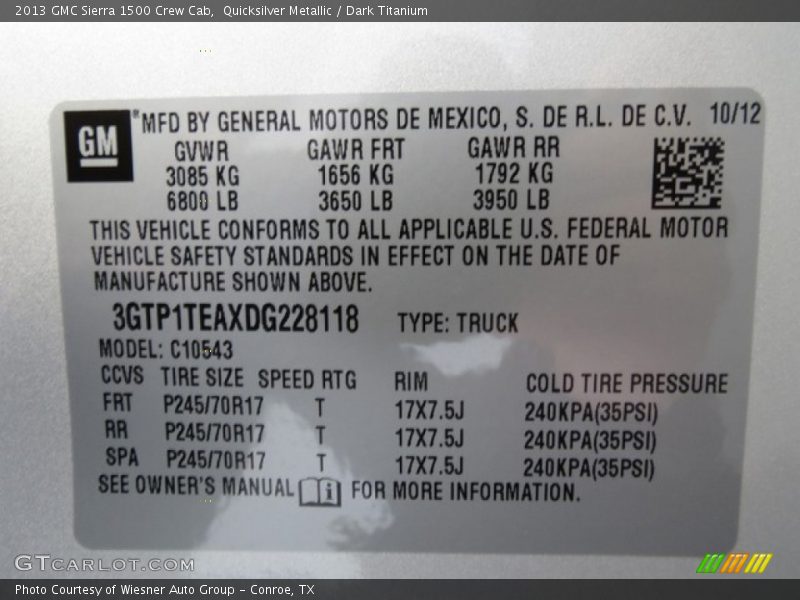 2013 GMC Sierra 1500 Crew Cab,  Quicksilver Metallic / Dark Titanium
GM
*MFD BY GENERAL MOTORS DE MEXICO, S. DE R.L. DE C.V. 10/12
GVWR GAWR FRT GAWR RR
3085 KG 1656 KG 1792 KG
6800 LB 3650 LB 3950 LB
THIS VEHICLE CONFORMS TO ALL APPLICABLE U.S. FEDERAL MOTOR
VEHICLE SAFETY STANDARDS IN EFFECT ON THE DATE OF
MANUFACTURE SHOWN ABOVE.
3GTP1TEAXDG228118 TYPE: TRUCK
MODEL: C10543
CCVS TIRE SIZE SPEED RTG RIM COLD TIRE PRESSURE
FRT P245/70R17 T 17X7.5J 240KPA(35PSI)
RR P245/70R17 T 17X7.5J 240KPA(35PSI)
SPA P245/70R17 T 17X7.5J 240KPA(35PSI)
SEE OWNER'S MANUAL i FOR MORE INFORMATION.
GTCARLOT.COM
Photo Courtesy of Wiesner Auto Group – Conroe, TX